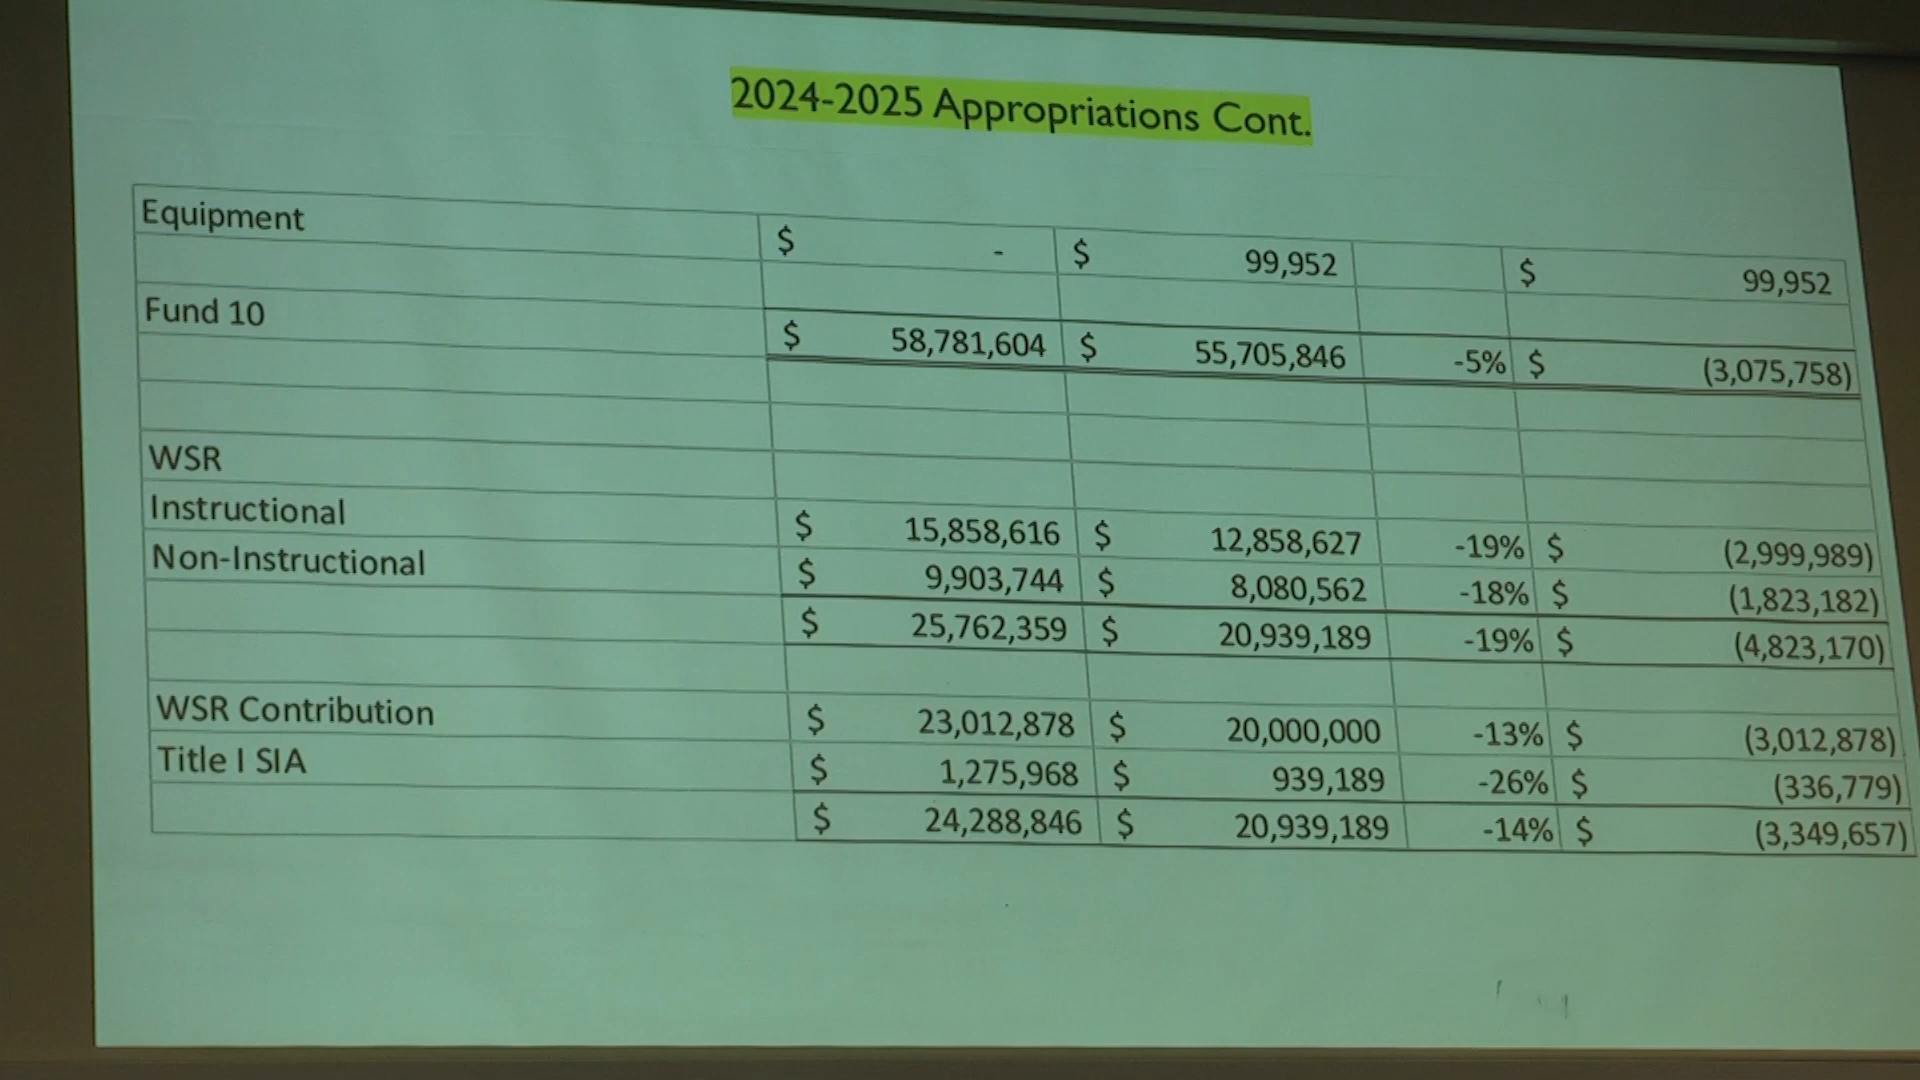 2024-2025 Appropriations Cont.
Equipment $ - $ 99,952 $ 99,952
Fund 10 $ 58,781,604 $ 55,705,846 -5% $ (3,075,758)
WSR
Instructional $ 15,858,616 $ 12,858,627 -19% $ (2,999,989)
Non-Instructional $ 9,903,744 $ 8,080,562 -18% $ (1,823,182)
$ 25,762,359 $ 20,939,189 -19% $ (4,823,170)
WSR Contribution $ 23,012,878 $ 20,000,000 -13% $ (3,012,878)
Title I SIA $ 1,275,968 $ 939,189 -26% $ (336,779)
$ 24,288,846 $ 20,939,189 -14% $ (3,349,657)